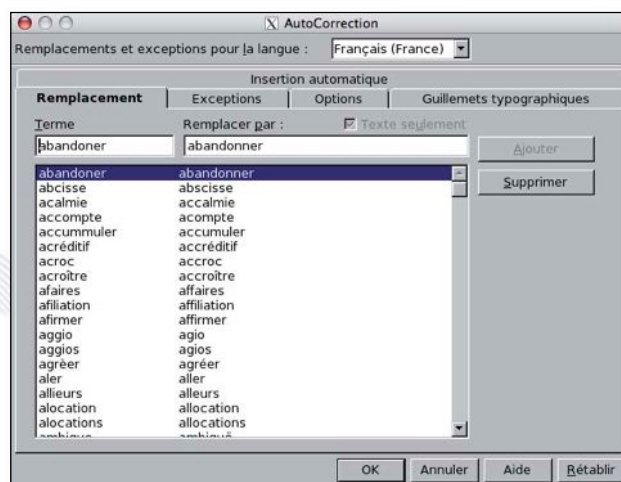 AutoCorrection
Remplacements et exceptions pour la langue : Français (France)
Insertion automatique
Remplacement Exceptions Options Guillemets typographiques
Terme Remplacer par : Texte seulement
abandoner abandonner Ajouter
abandoner abandonner
Supprimer
abcisse abscisse
acalmie accalmie
accompte acompte
accummuler accumuler
acréditif accréditif
acroc accroc
acroître accroître
afaires affaires
afiliation affiliation
afirmer affirmer
aggio agio
aggios agios
agrèer agréer
aler aller
allieurs alleurs
alocation allocation
alocations allocations
OK Annuler Aide Rétablir